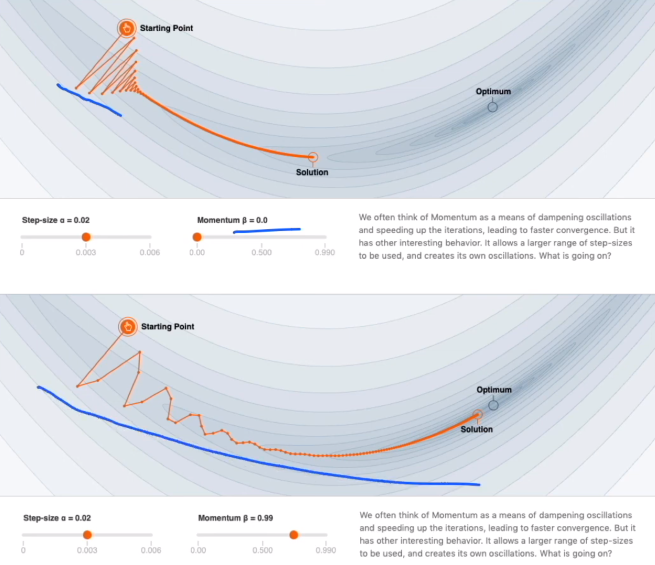 Starting Point
Optimum
Solution
Step-size α = 0.02
Momentum β = 0.0
0
0.003
0.006
0.00
0.500
0.990
We often think of Momentum as a means of dampening oscillations
and speeding up the iterations, leading to faster convergence. But it
has other interesting behavior. It allows a larger range of step-sizes
to be used, and creates its own oscillations. What is going on?
Starting Point
Optimum
Solution
Step-size α = 0.02
Momentum β = 0.99
0
0.003
0.006
0.00
0.500
0.990
We often think of Momentum as a means of dampening oscillations
and speeding up the iterations, leading to faster convergence. But it
has other interesting behavior. It allows a larger range of step-sizes
to be used, and creates its own oscillations. What is going on?